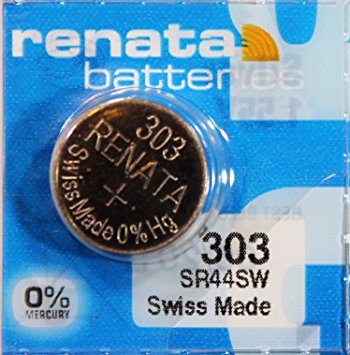 renata
batteries
303
RENATA
+
Swiss Made 0% Hg
303
SR44SW
Swiss Made
0%
MERCURY